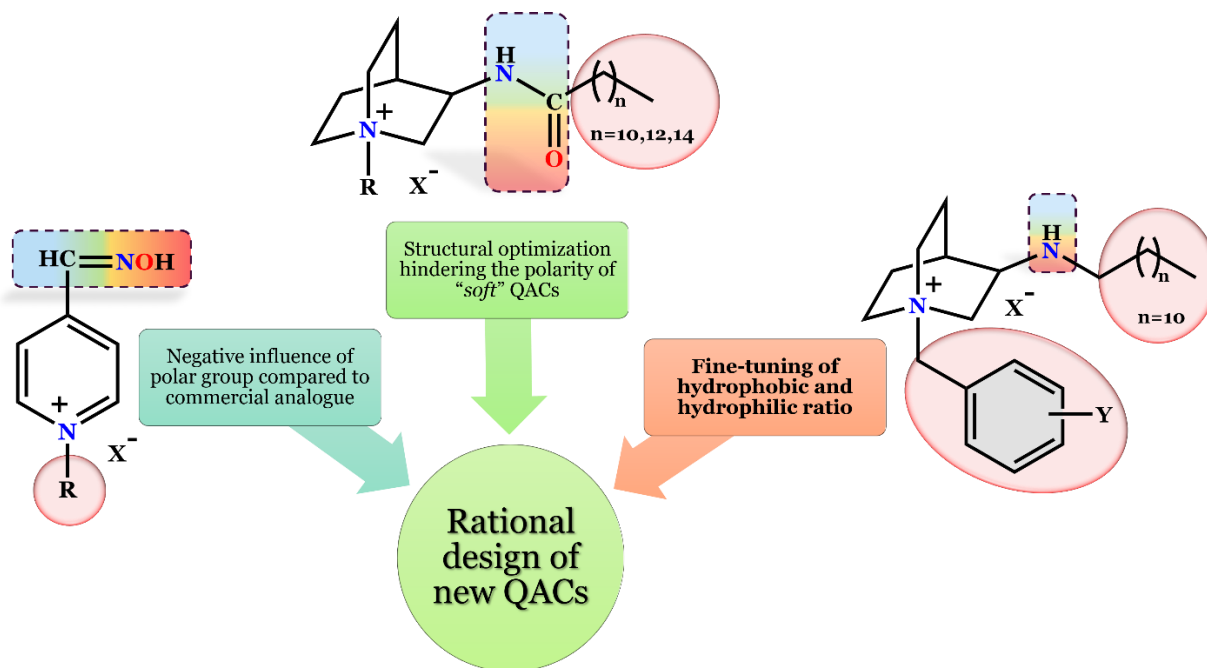 H
N
C
O
( )n
n=10,12,14
+
N
R
X-
HC=NOH
+
N
X-
R
Structural optimization
hindering the polarity of
“soft” QACs
H
N
( )n
n=10
+
N
X-
Y
Negative influence of
polar group compared to
commercial analogue
Fine-tuning of
hydrophobic and
hydrophilic ratio
Rational
design of
new QACs